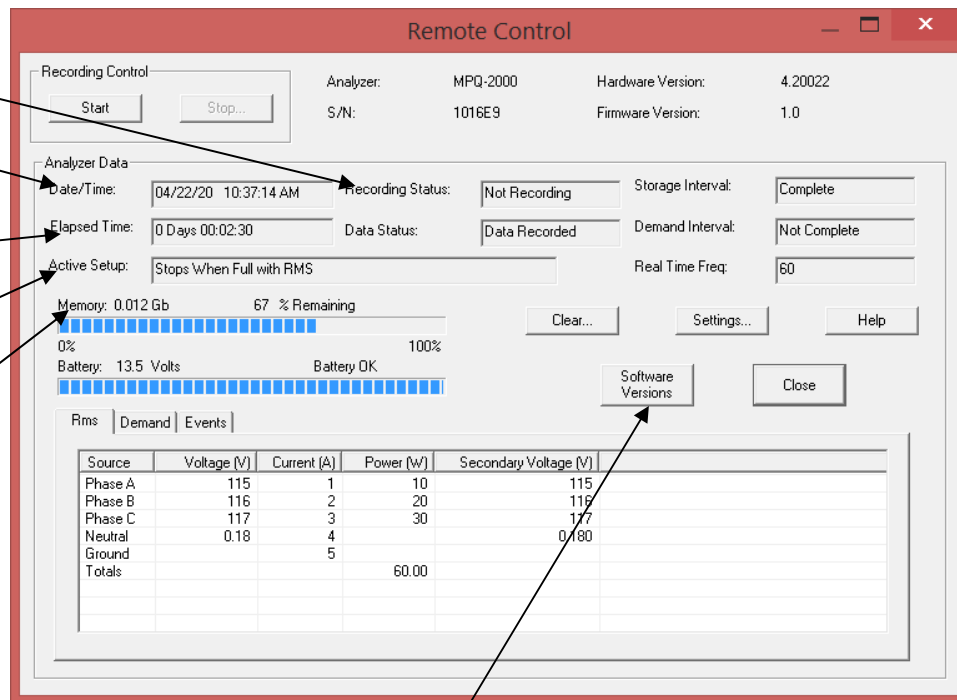 Remote Control
Recording Control
Start Stop...
Analyzer: MPQ-2000 Hardware Version: 4.20022
S/N: 1016E9 Firmware Version: 1.0
Analyzer Data
Date/Time: 04/22/20 10:37:14 AM Recording Status: Not Recording Storage Interval: Complete
Elapsed Time: 0 Days 00:02:30 Data Status: Data Recorded Demand Interval: Not Complete
Active Setup: Stops When Full with RMS Real Time Freq: 60
Memory: 0.012 Gb 67 % Remaining
Clear... Settings... Help
0% 100%
Battery: 13.5 Volts Battery OK
Software
Versions
Close
Rms Demand Events
Source Voltage (V) Current (A) Power (W) Secondary Voltage (V)
Phase A 115 1 10 115
Phase B 116 2 20 116
Phase C 117 3 30 117
Neutral 0.18 4 0.180
Ground 5
Totals 60.00